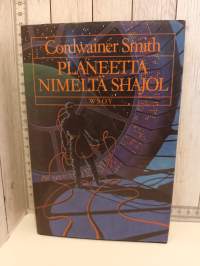 Cordwainer Smith
PLANEETTA
NIMELTÄ SHAJOL
WSOY